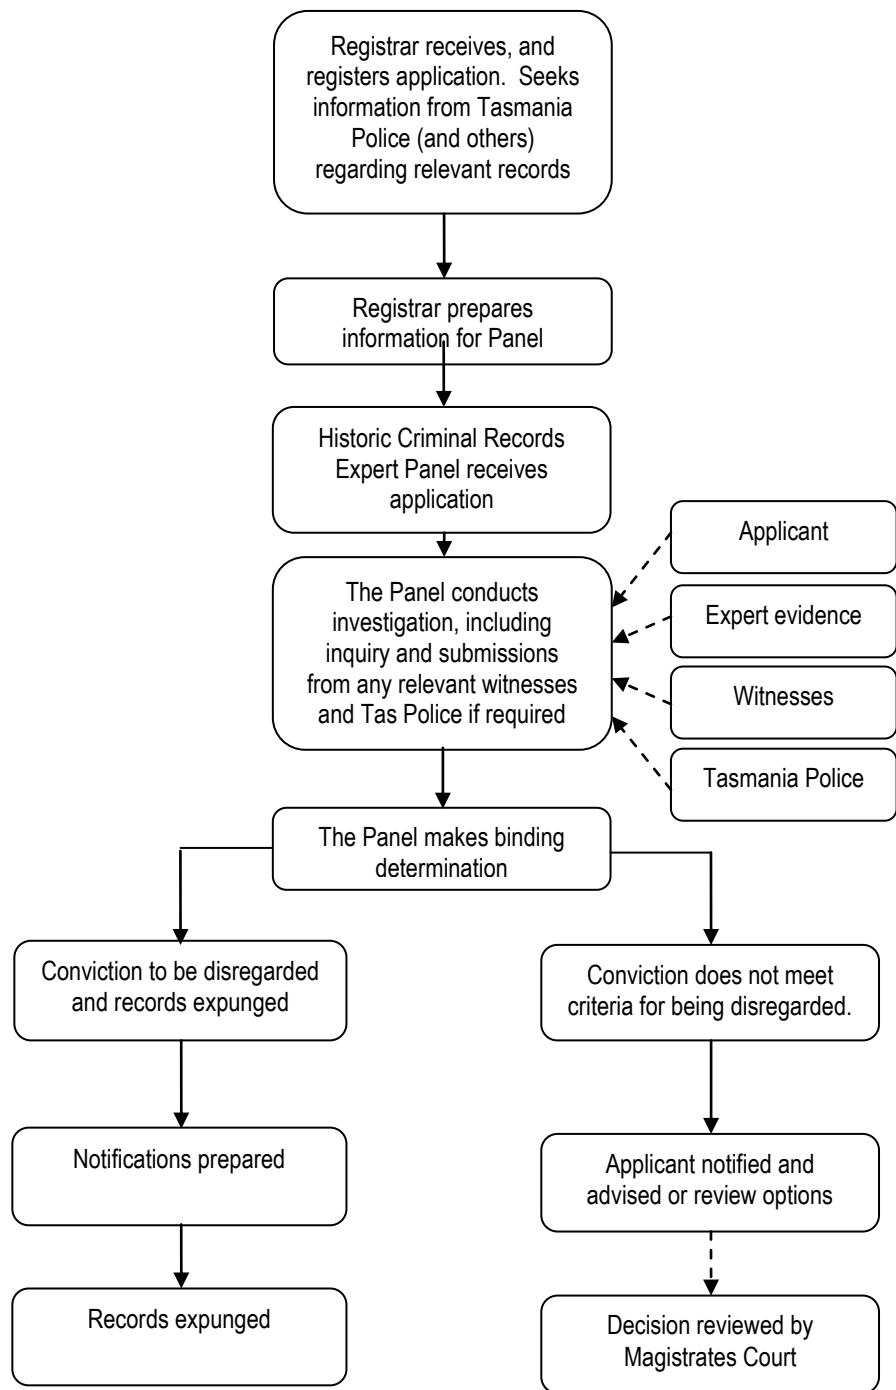 Registrar receives, and
registers application.  Seeks
information from Tasmania
Police (and others)
regarding relevant records
Registrar prepares
information for Panel
Historic Criminal Records
Expert Panel receives
application
The Panel conducts
investigation, including
inquiry and submissions
from any relevant witnesses
and Tas Police if required
Applicant
Expert evidence
Witnesses
Tasmania Police
The Panel makes binding
determination
Conviction to be disregarded
and records expunged
Notifications prepared
Records expunged
Conviction does not meet
criteria for being disregarded.
Applicant notified and
advised or review options
Decision reviewed by
Magistrates Court